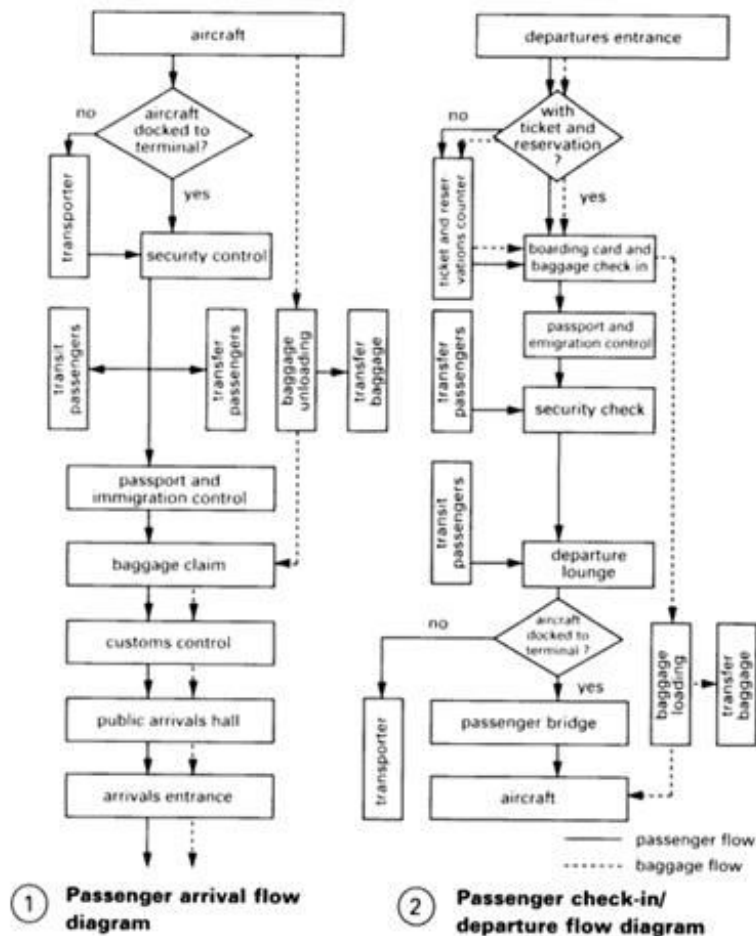 aircraft
no
aircraft
docked to
terminal?
yes
transporter
security control
transit
passengers
transfer
passengers
baggage
unloading
transfer
baggage
passport and
immigration control
baggage claim
customs control
public arrivals hall
arrivals entrance
1
Passenger arrival flow
diagram
departures entrance
no
with
ticket and
reservation
?
yes
ticket and reser
vations counter
boarding card and
baggage check in
passport and
emigration control
transfer
passengers
security check
transit
passengers
departure
lounge
no
aircraft
docked to
terminal?
yes
transporter
passenger bridge
baggage
loading
transfer
baggage
aircraft
passenger flow
baggage flow
2
Passenger check-in/
departure flow diagram